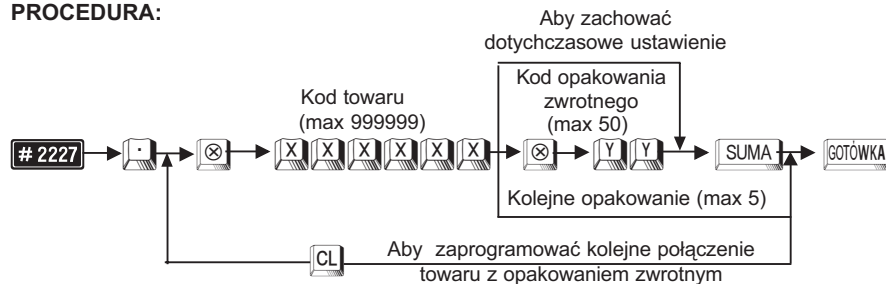 PROCEDURA:
Aby zachować
dotychczasowe ustawienie
Kod towaru
(max 999999)
Kod opakowania
zwrotnego
(max 50)
# 2227 . ⊗ X X X X X X ⊗ Y Y SUMA GOTÓWKA
Kolejne opakowanie (max 5)
CL
Aby zaprogramować kolejne połączenie
towaru z opakowaniem zwrotnym